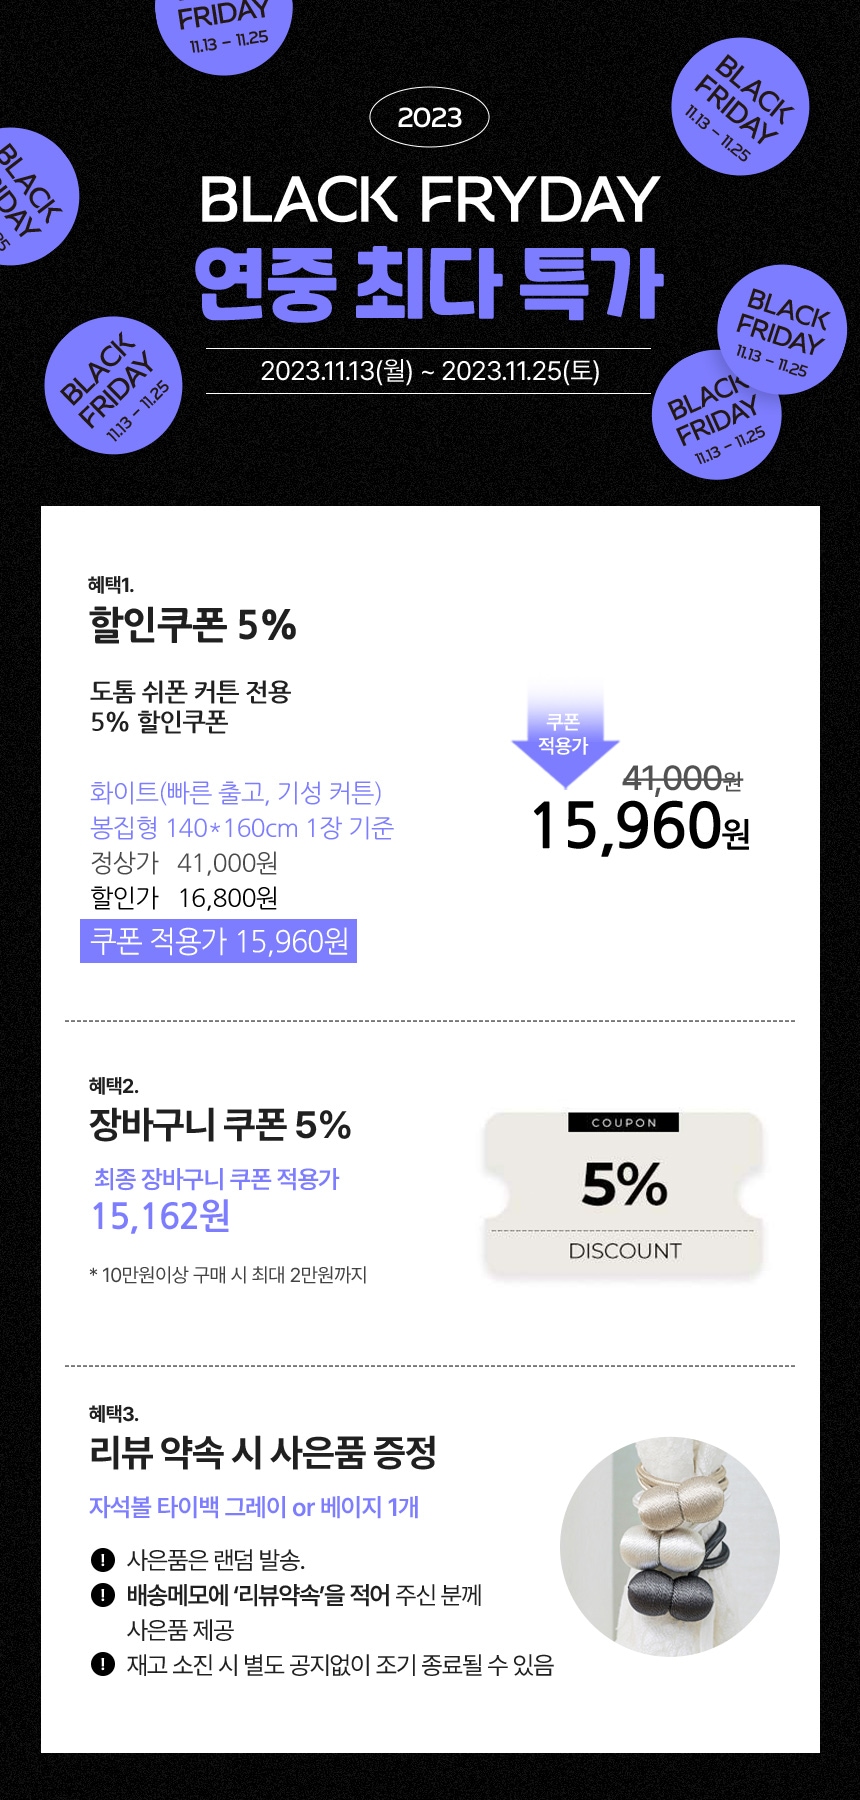 FRIDAY
11.13 – 11.25
BLACK
FRIDAY
11.13 – 11.25
2023
BLACK
BLACK FRYDAY
연중 최다 특가
BLACK
FRIDAY
11.13 – 11.25
2023.11.13(월) ~ 2023.11.25(토)
BLACK
FRIDAY
11.13 – 11.25
BLACK
FRIDAY
11.13 – 11.25
혜택1.
할인쿠폰 5%
도톰 쉬폰 커튼 전용
5% 할인쿠폰
쿠폰
적용가
41,000원
15,960원
화이트(빠른 출고, 기성 커튼)
봉집형 140*160cm 1장 기준
정상가 41,000원
할인가 16,800원
쿠폰 적용가 15,960원
혜택2.
장바구니 쿠폰 5%
최종 장바구니 쿠폰 적용가
15,162원
* 10만원이상 구매 시 최대 2만원까지
COUPON
5%
DISCOUNT
혜택3.
리뷰 약속 시 사은품 증정
자석볼 타이백 그레이 or 베이지 1개
! 사은품은 랜덤 발송.
! 배송메모에 ‘리뷰약속’을 적어 주신 분께
사은품 제공
! 재고 소진 시 별도 공지없이 조기 종료될 수 있음